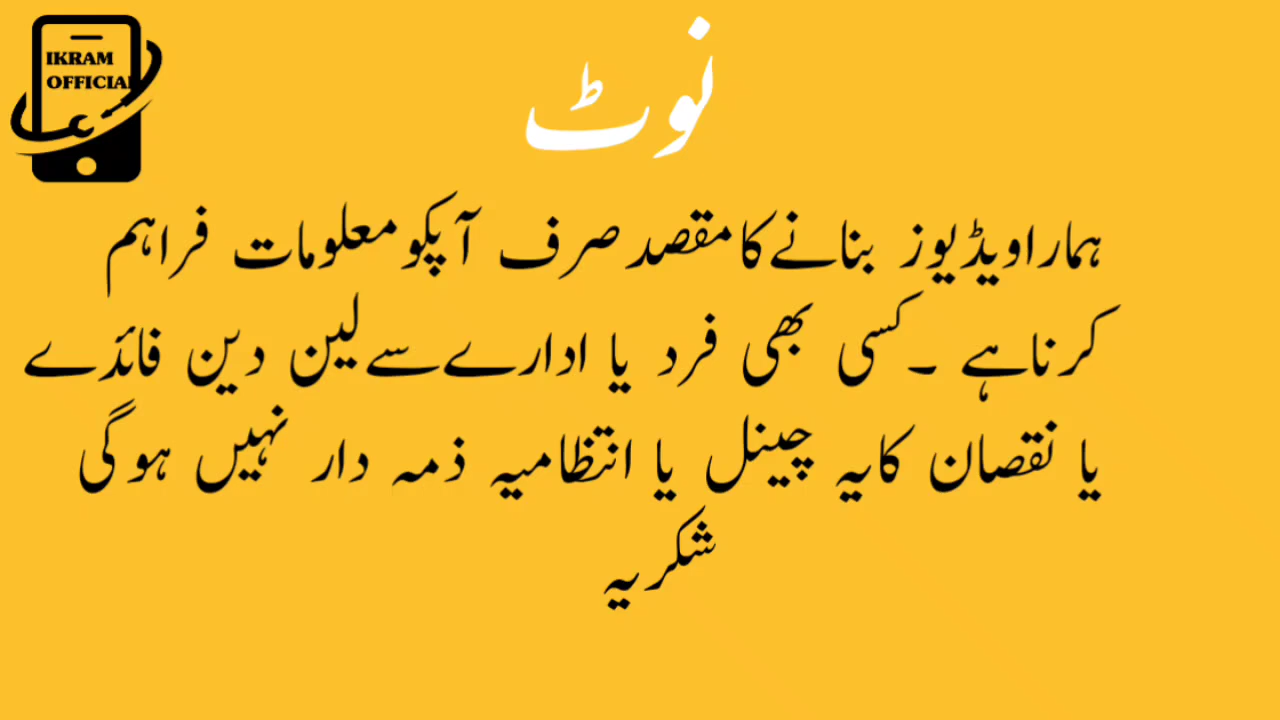 IKRAM
OFFICIAL
نوٹ
ہمارا ویڈیوز بنانے کا مقصد صرف آپکو معلومات فراہم
کرنا ہے ۔ کسی بھی فرد یا ادارے سے لین دین فائدے
یا نقصان کا یہ چینل یا انتظامیہ ذمہ دار نہیں ہوگی
شکریہ